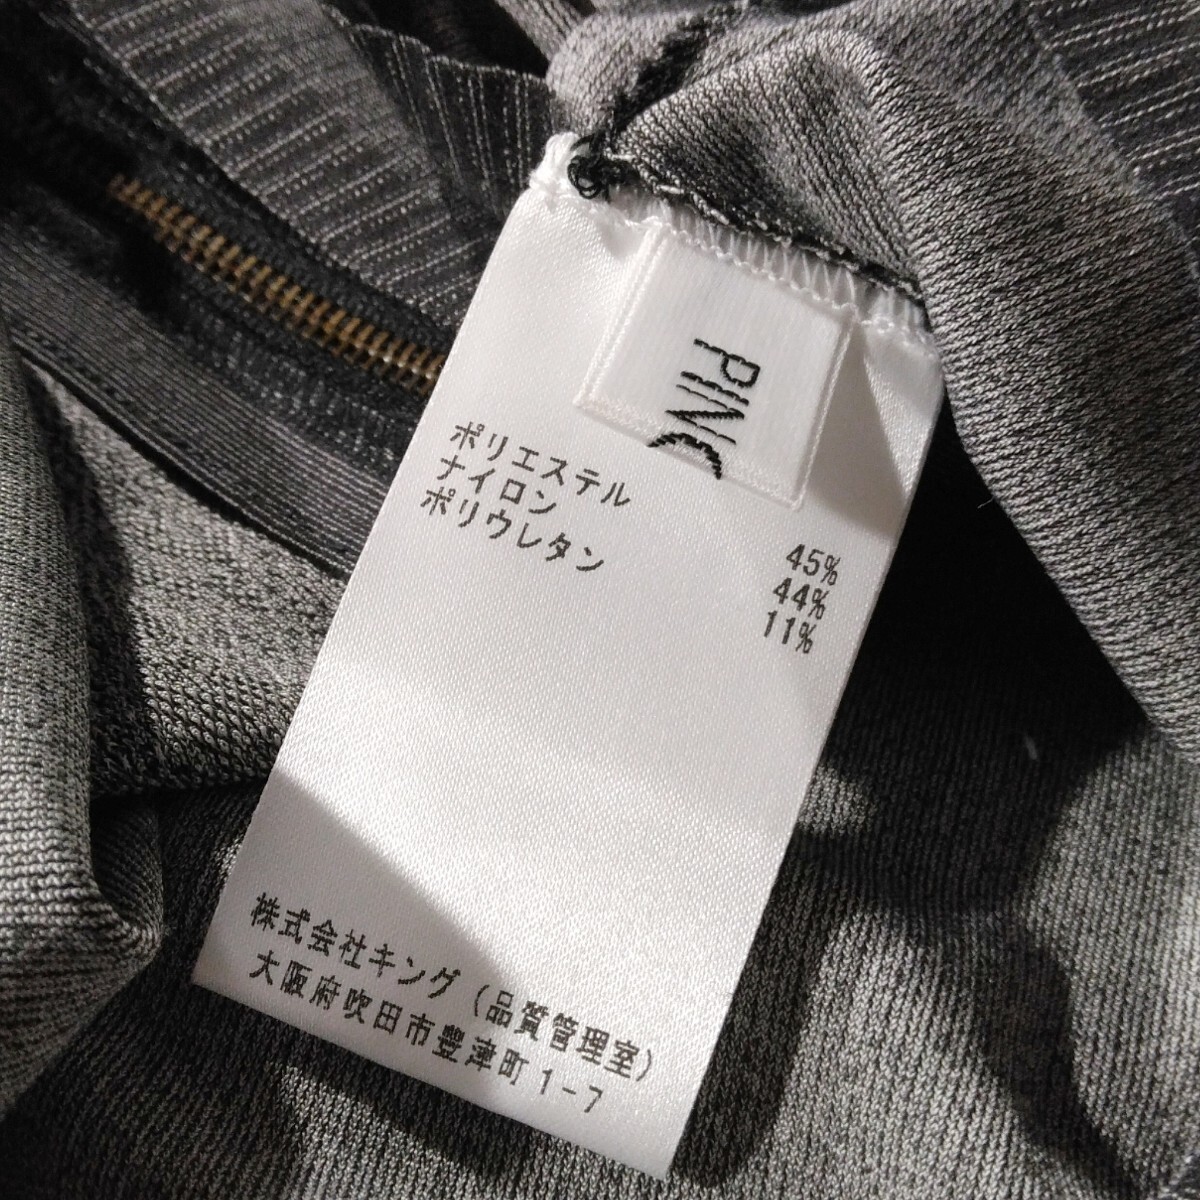 PINC
ポリエステル 45%
ナイロン 44%
ポリウレタン 11%
株式会社キング(品質管理室)
大阪府吹田市豊津町1-7